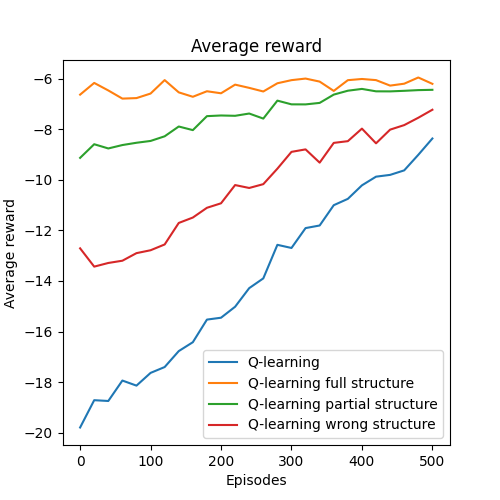 Average reward
Average reward
−6
−8
−10
−12
−14
−16
−18
−20
0 100 200 300 400 500
Episodes
Q-learning
Q-learning full structure
Q-learning partial structure
Q-learning wrong structure